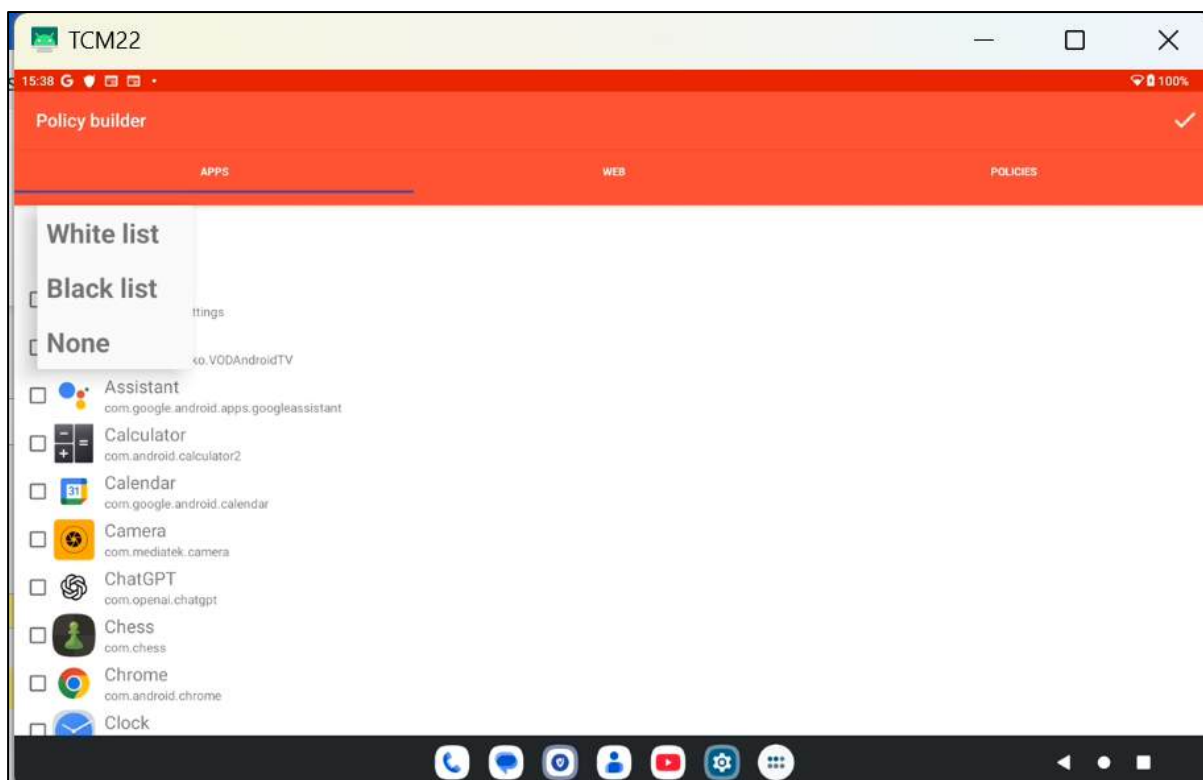 TCM22
15:38 G
100%
Policy builder
APPS
WEB
POLICIES
White list
Black list
None
ttings
ko.VODAndroidTV
Assistant
com.google.android.apps.googleassistant
Calculator
com.android.calculator2
31
Calendar
com.google.android.calendar
Camera
com.mediatek.camera
ChatGPT
com.openai.chatgpt
Chess
com.chess
Chrome
com.android.chrome
Clock